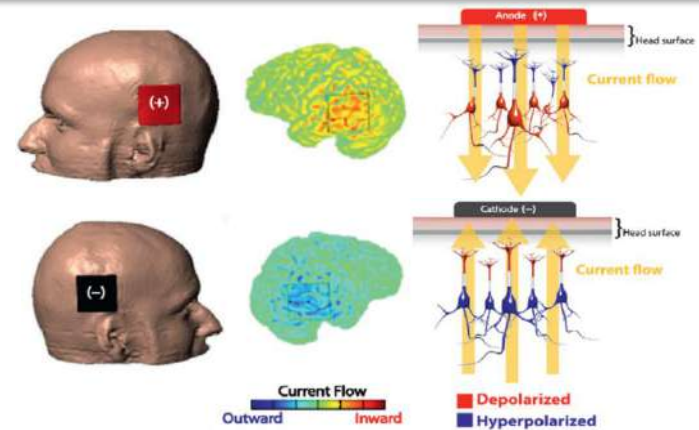 Anode (+)
Head surface
(+)
Current flow
Cathode (-)
Head surface
(-)
Current flow
Current Flow
Outward Inward
Depolarized
Hyperpolarized